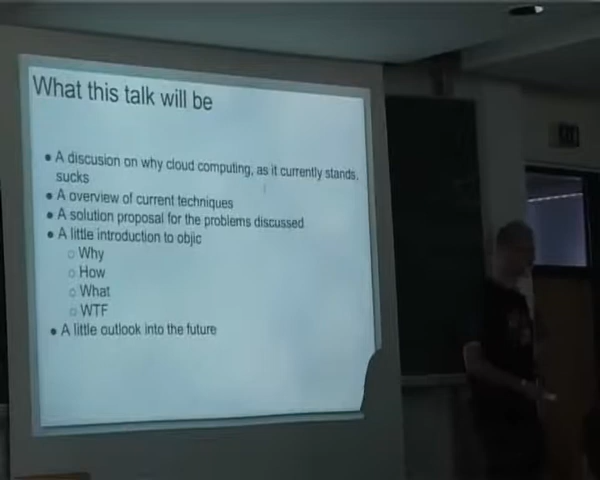 What this talk will be
● A discusion on why cloud computing, as it currently stands,
sucks
● A overview of current techniques
● A solution proposal for the problems discussed
● A little introduction to objic
○ Why
○ How
○ What
○ WTF
● A little outlook into the future